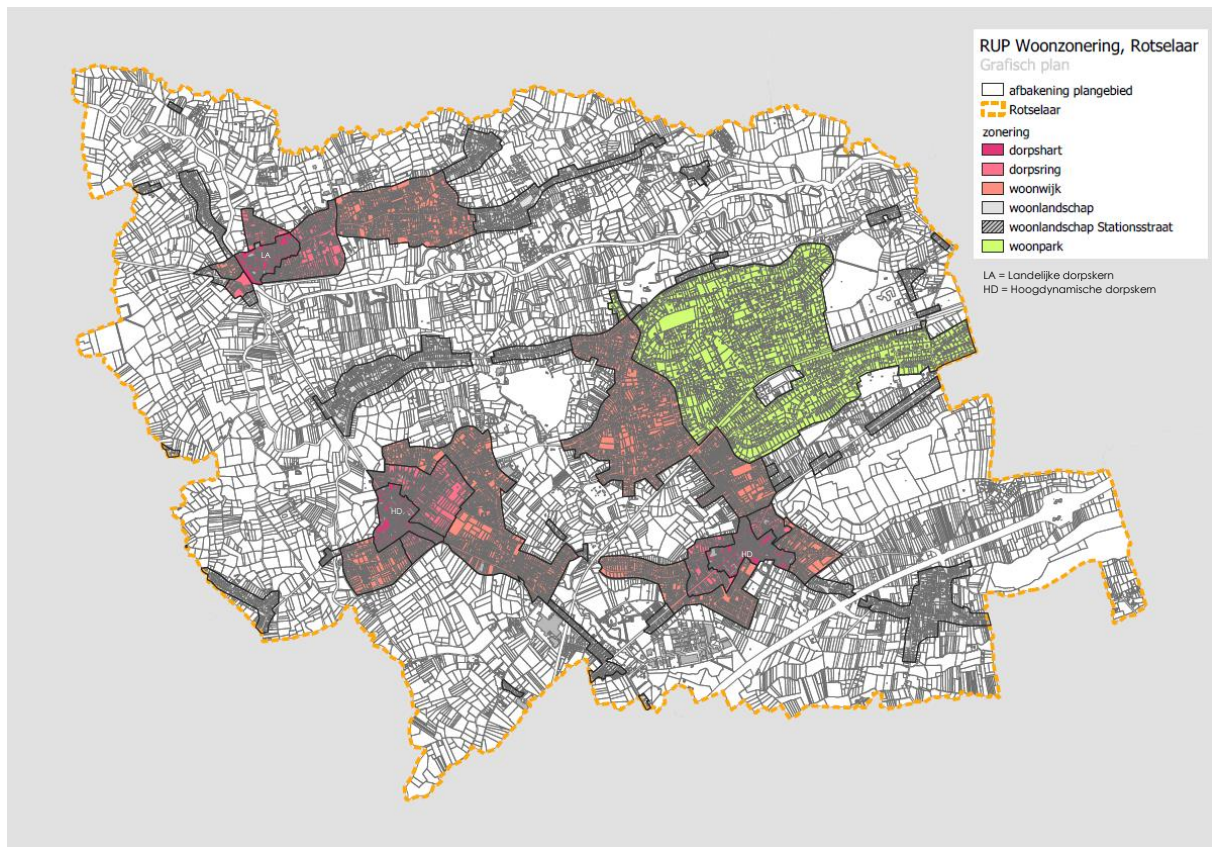 RUP Woonzonering, Rotselaar
Grafisch plan
afbakening plangebied
Rotselaar
zonering
dorpshart
dorpsring
woonwijk
woonlandschap
woonlandschap Stationsstraat
woonpark
LA = Landelijke dorpskern
HD = Hoogdynamische dorpskern
LA
HD
HD